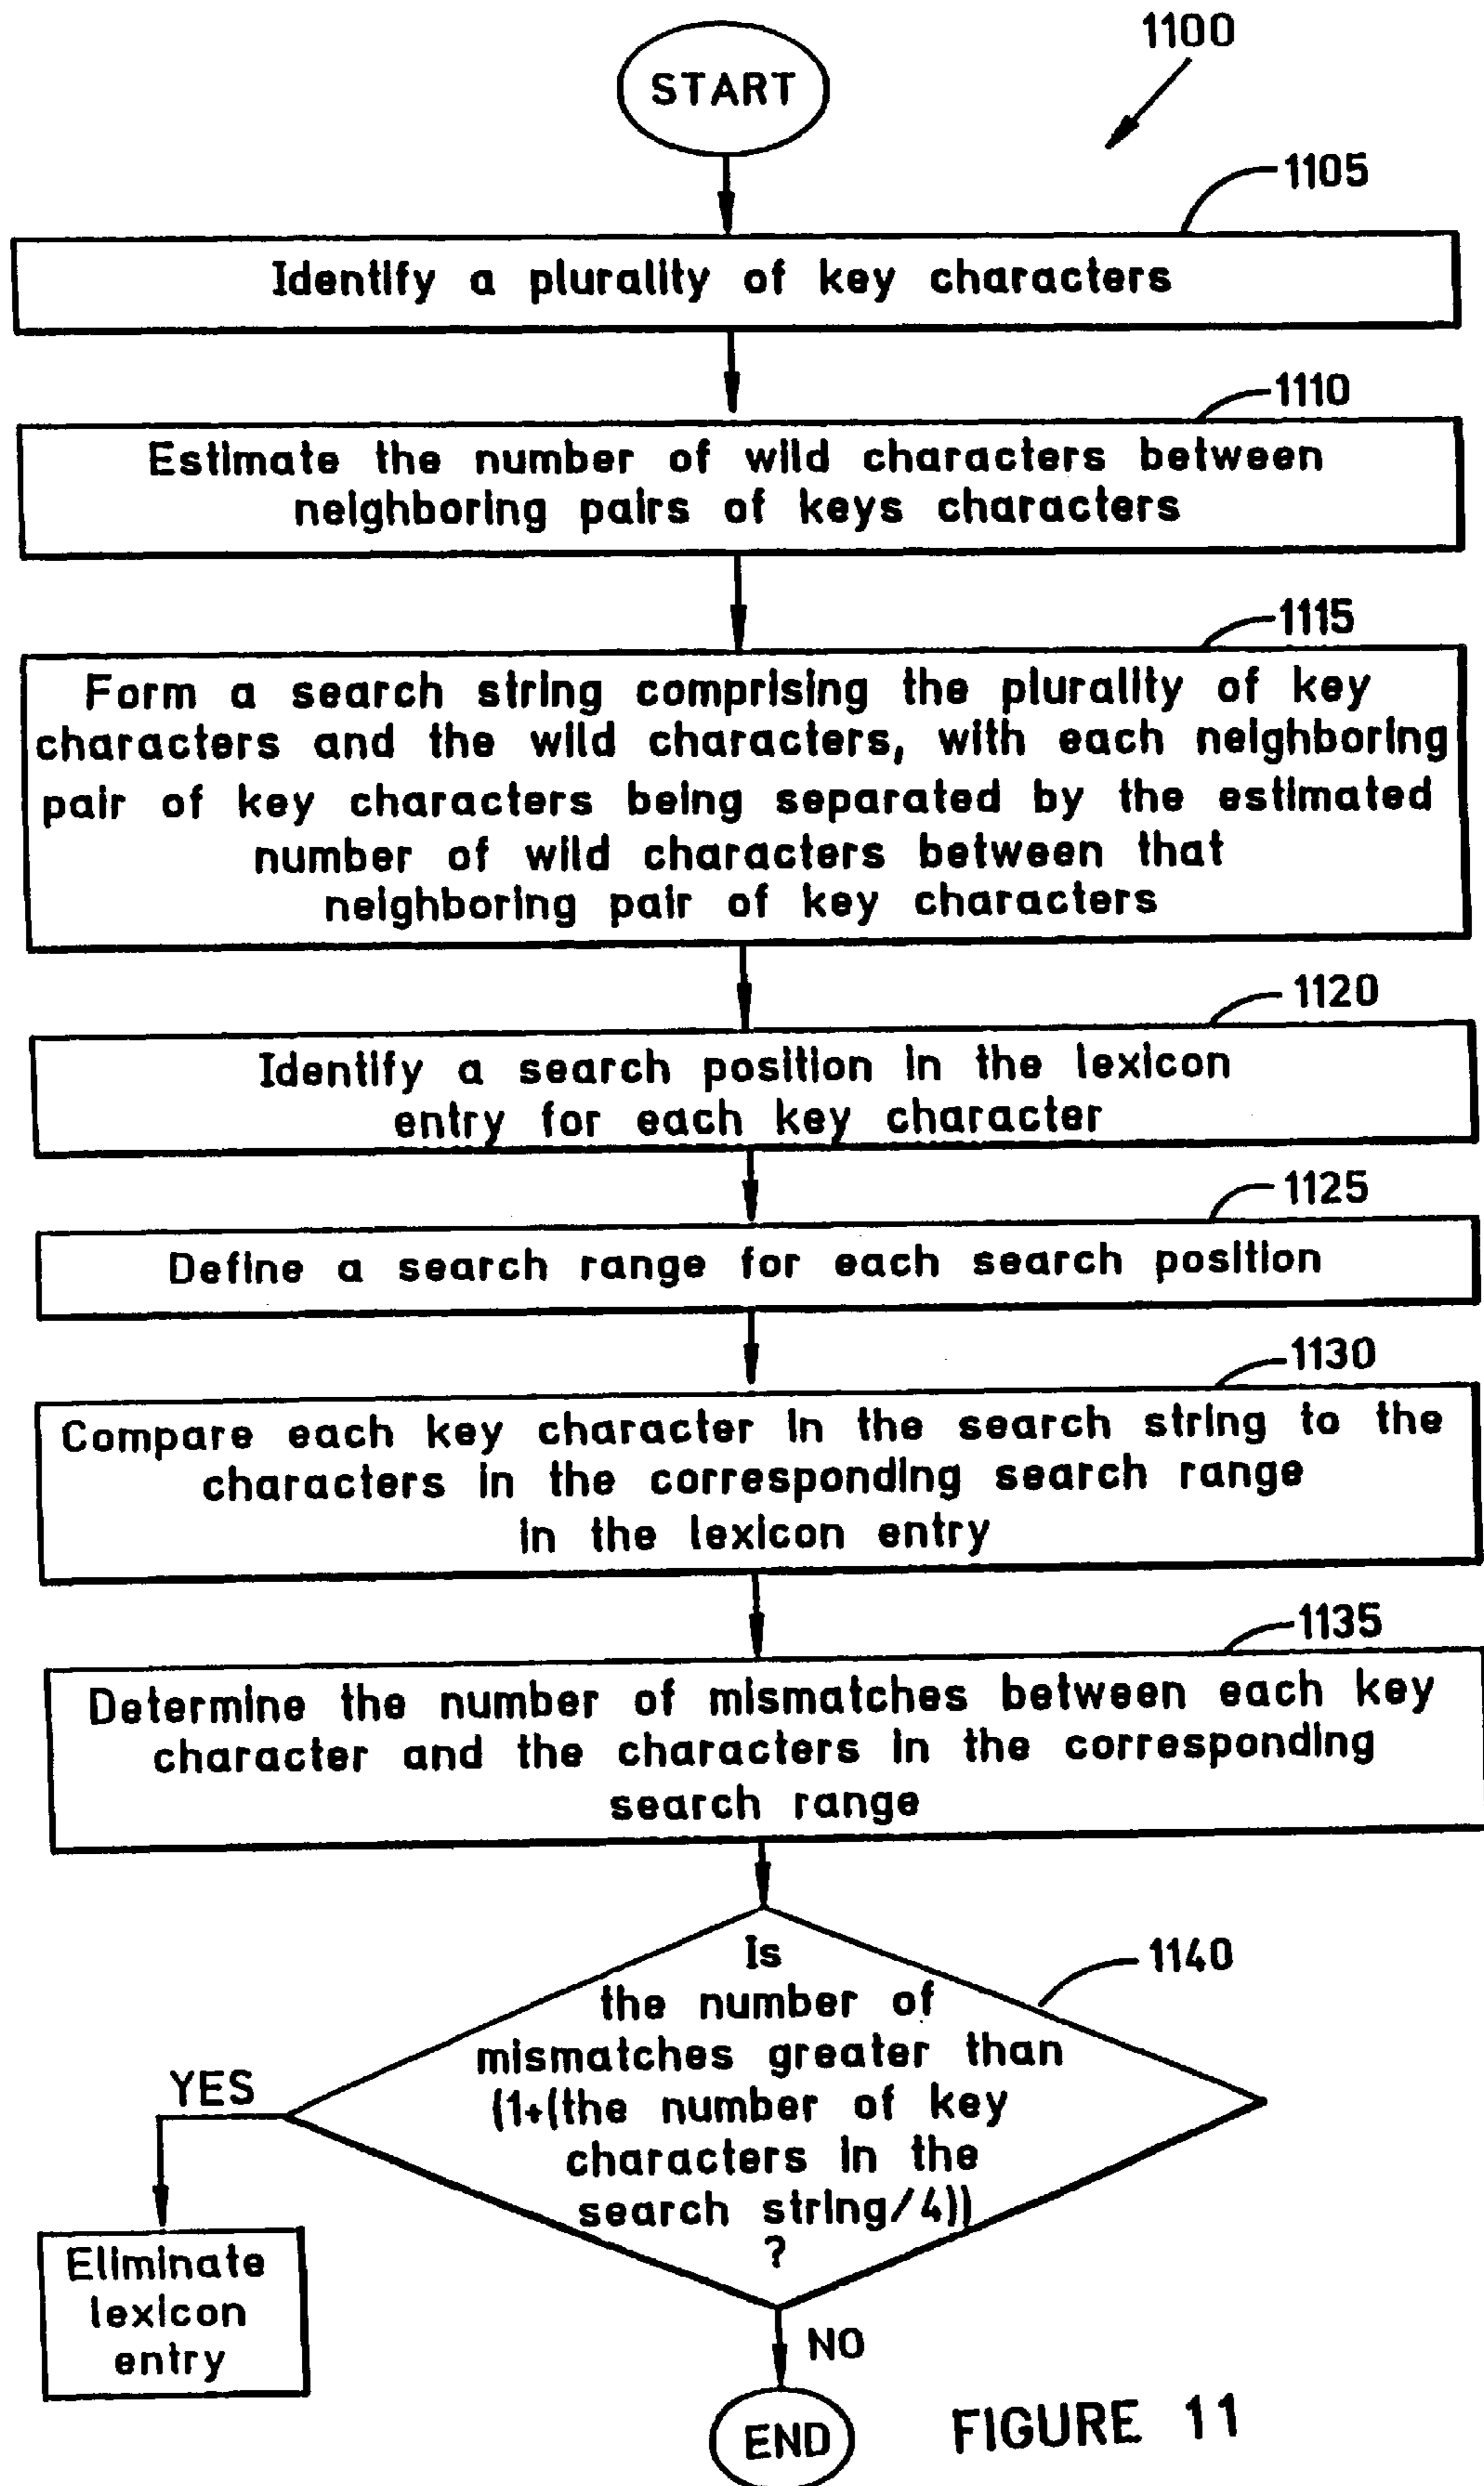 1100
START
1105
Identify a plurality of key characters
1110
Estimate the number of wild characters between
neighboring pairs of keys characters
1115
Form a search string comprising the plurality of key
characters and the wild characters, with each neighboring
pair of key characters being separated by the estimated
number of wild characters between that
neighboring pair of key characters
1120
Identify a search position in the lexicon
entry for each key character
1125
Define a search range for each search position
1130
Compare each key character in the search string to the
characters in the corresponding search range
in the lexicon entry
1135
Determine the number of mismatches between each key
character and the characters in the corresponding
search range
1140
Is
the number of
mismatches greater than
(1+(the number of key
characters in the
search string/4))
?
YES
Eliminate
lexicon
entry
NO
END
FIGURE 11